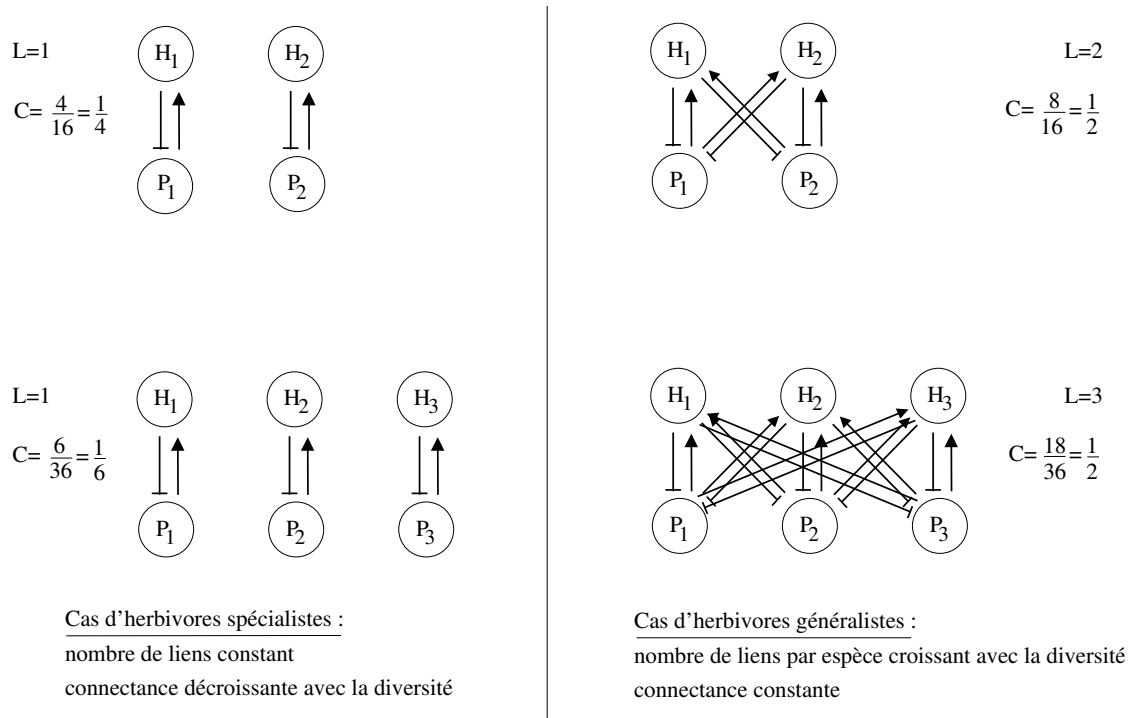 L=1
H1 H2
C= 4/16 = 1/4
P1 P2
H1 H2
L=2
C= 8/16 = 1/2
P1 P2
L=1
H1 H2 H3
C= 6/36 = 1/6
P1 P2 P3
H1 H2 H3
L=3
C= 18/36 = 1/2
P1 P2 P3
Cas d'herbivores spécialistes :
nombre de liens constant
connectance décroissante avec la diversité
Cas d'herbivores généralistes :
nombre de liens par espèce croissant avec la diversité
connectance constante